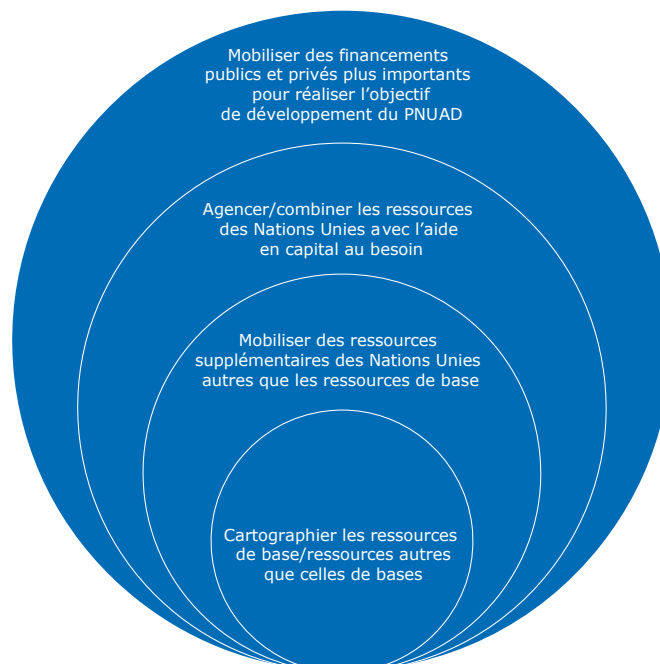 Mobiliser des financements
publics et privés plus importants
pour réaliser l’objectif
de développement du PNUAD
Agencer/combiner les ressources
des Nations Unies avec l’aide
en capital au besoin
Mobiliser des ressources
supplémentaires des Nations Unies
autres que les ressources de base
Cartographier les ressources
de base/ressources autres
que celles de bases